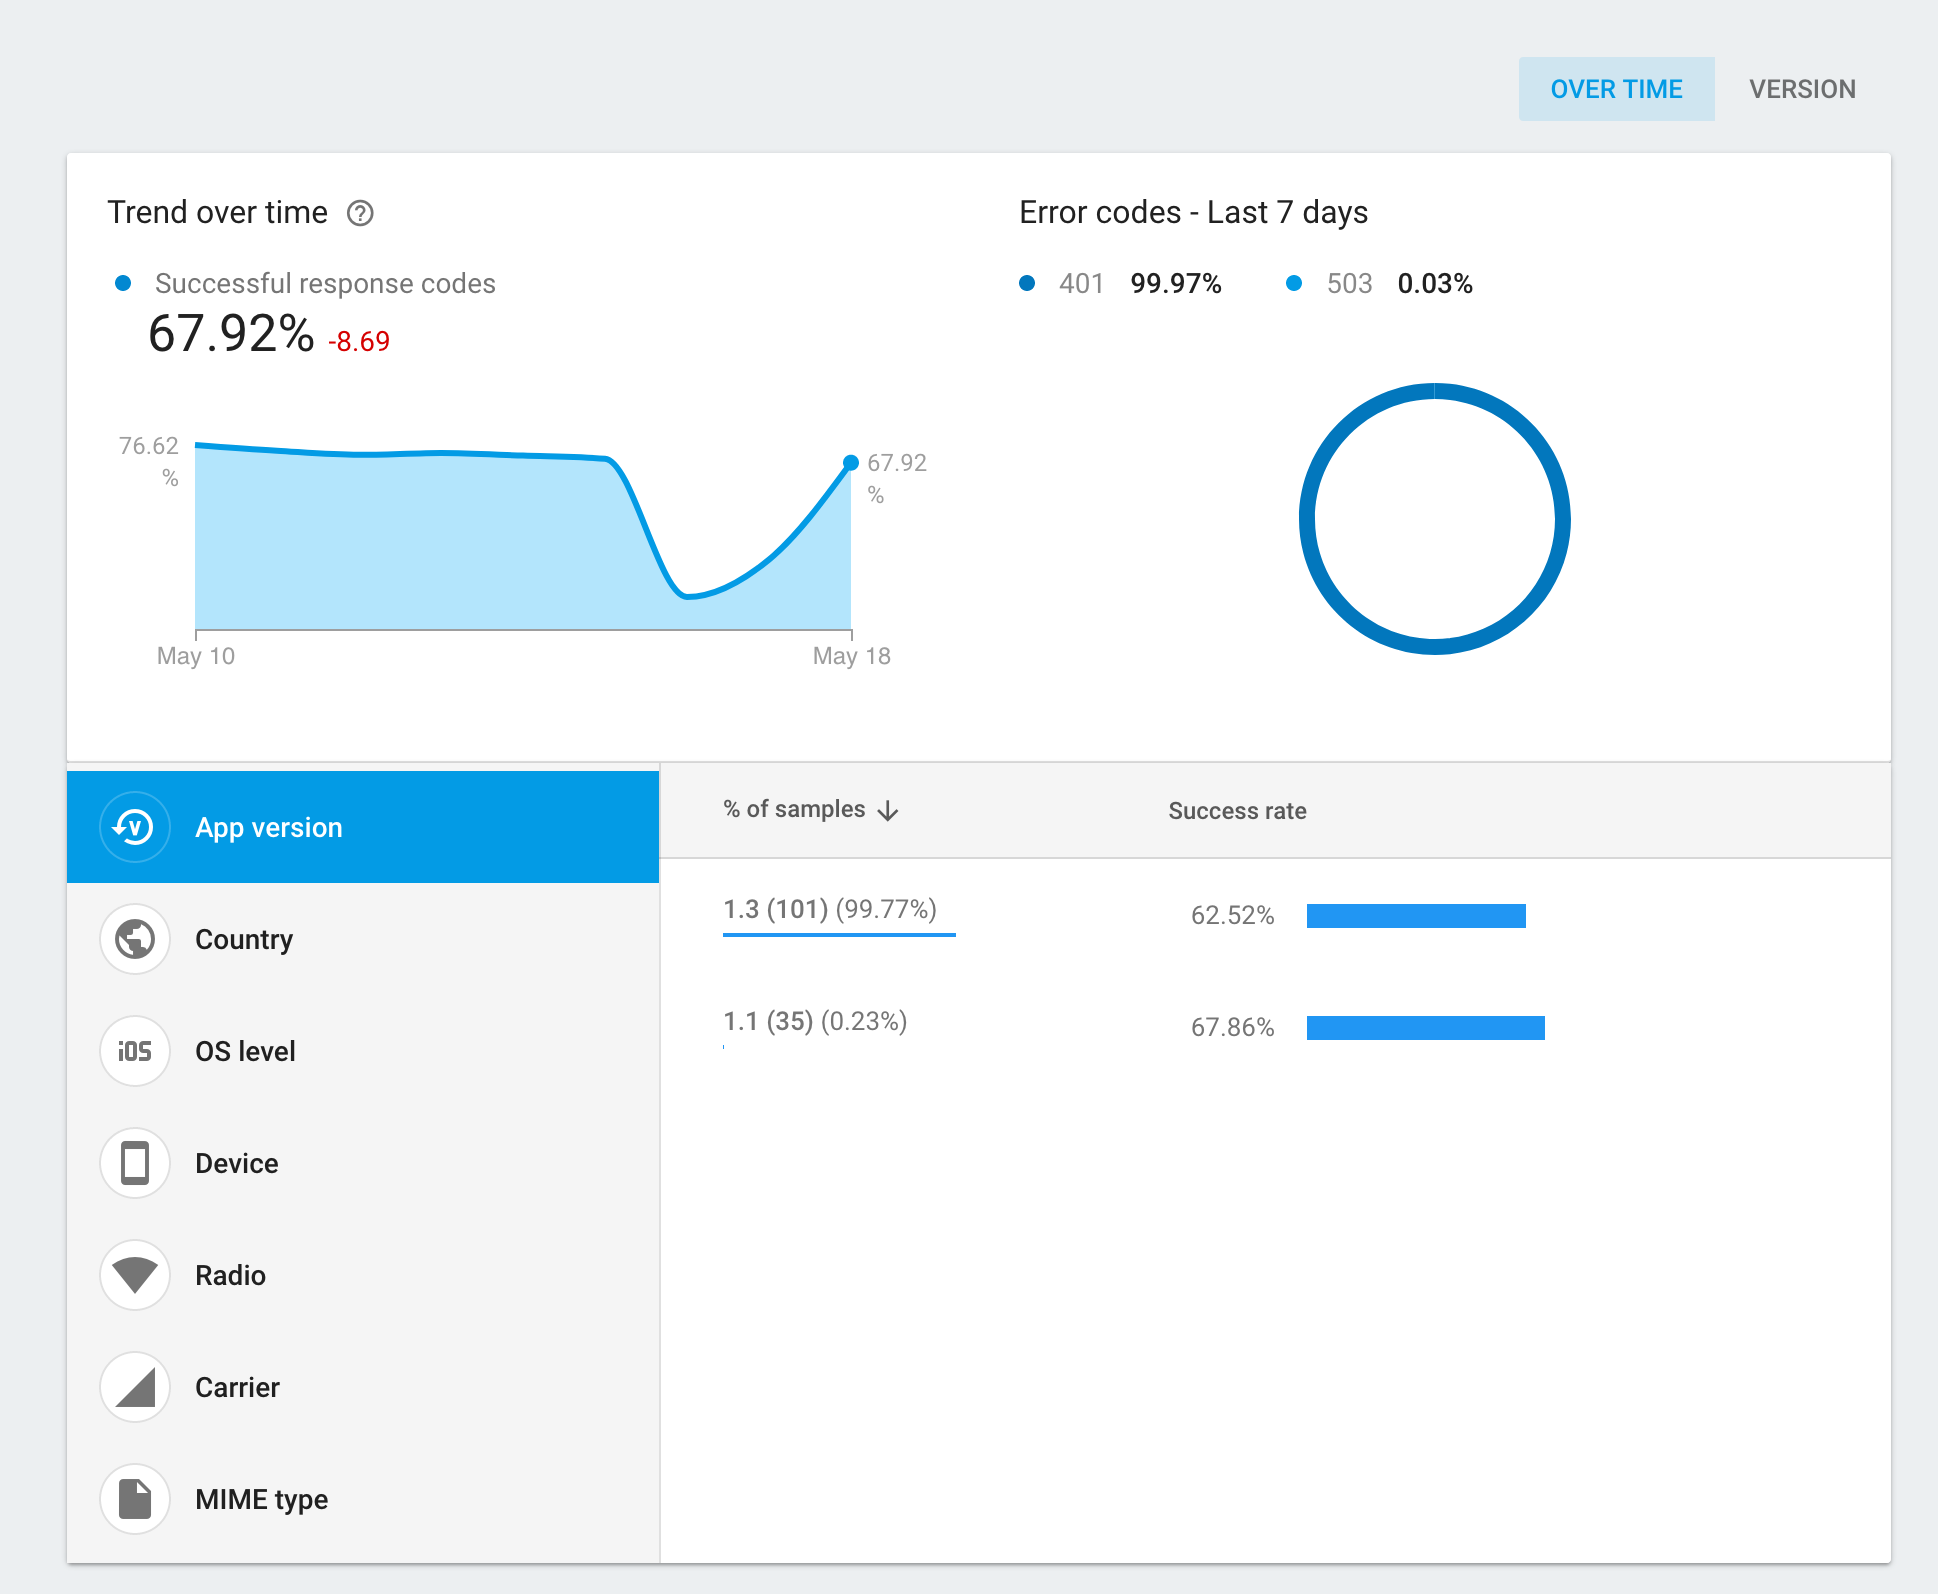 OVER TIME VERSION
Trend over time ?
Successful response codes
67.92% -8.69
76.62
%
67.92
%
May 10 May 18
Error codes - Last 7 days
401 99.97% 503 0.03%
V App version
Country
iOS OS level
Device
Radio
Carrier
MIME type
% of samples Success rate
1.3 (101) (99.77%) 62.52%
1.1 (35) (0.23%) 67.86%